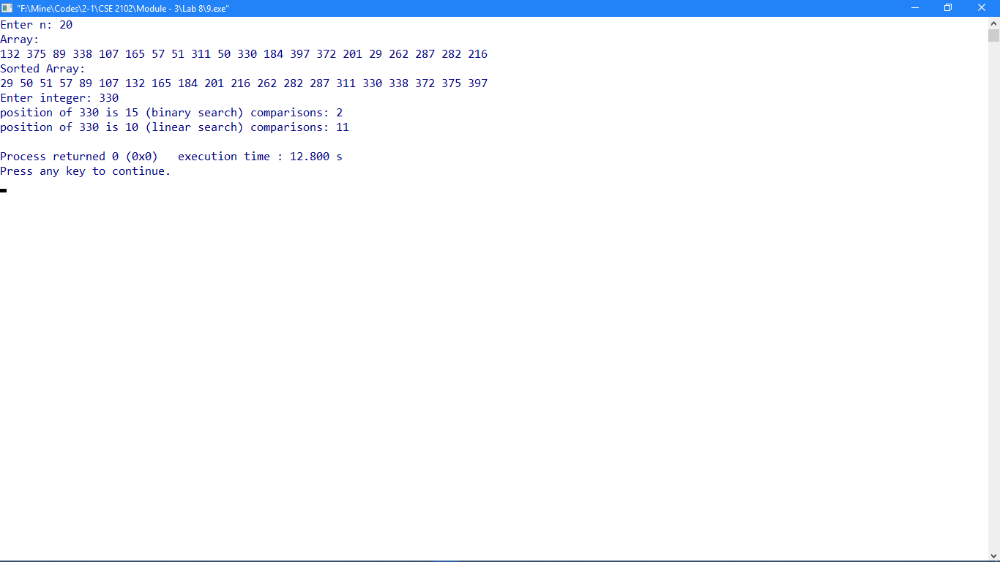 "F:\Mine\Codes\2-1\CSE 2102\Module - 3\Lab 8\9.exe"
Enter n: 20
Array:
132 375 89 338 107 165 57 51 311 50 330 184 397 372 201 29 262 287 282 216
Sorted Array:
29 50 51 57 89 107 132 165 184 201 216 262 282 287 311 330 338 372 375 397
Enter integer: 330
position of 330 is 15 (binary search) comparisons: 2
position of 330 is 10 (linear search) comparisons: 11
Process returned 0 (0x0)   execution time : 12.800 s
Press any key to continue.